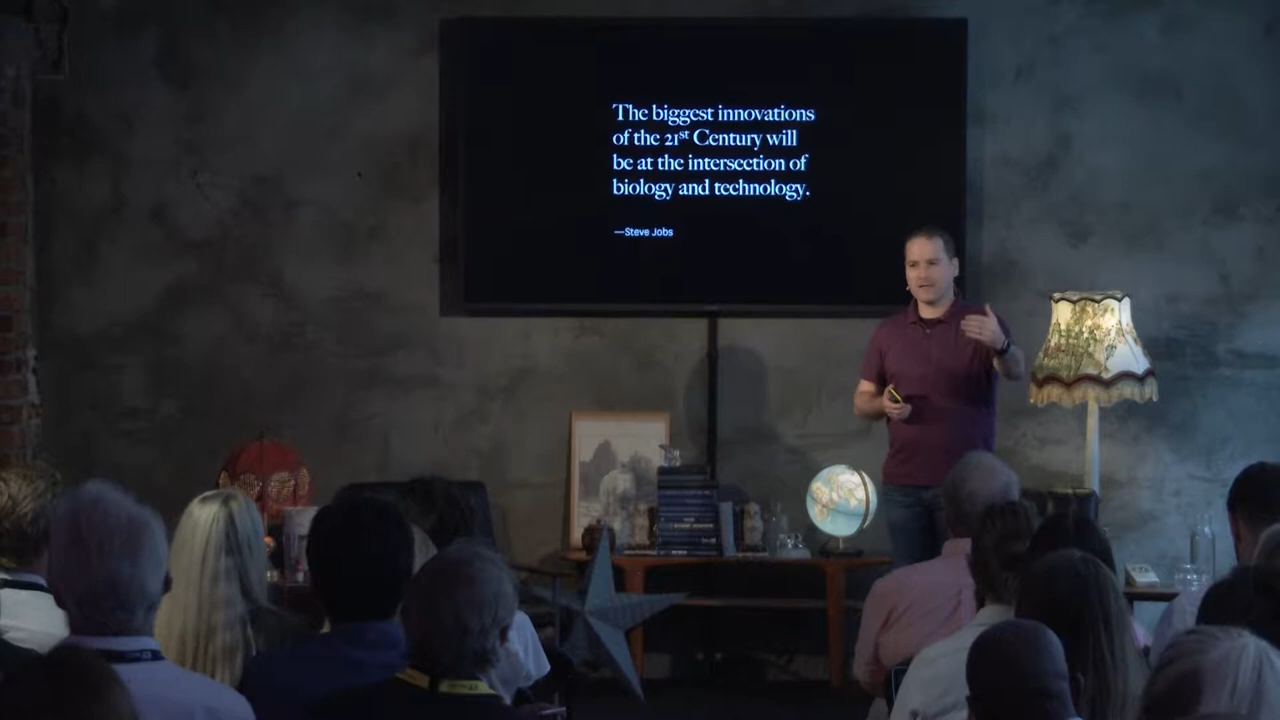 The biggest innovations
of the 21st Century will
be at the intersection of
biology and technology.
—Steve Jobs